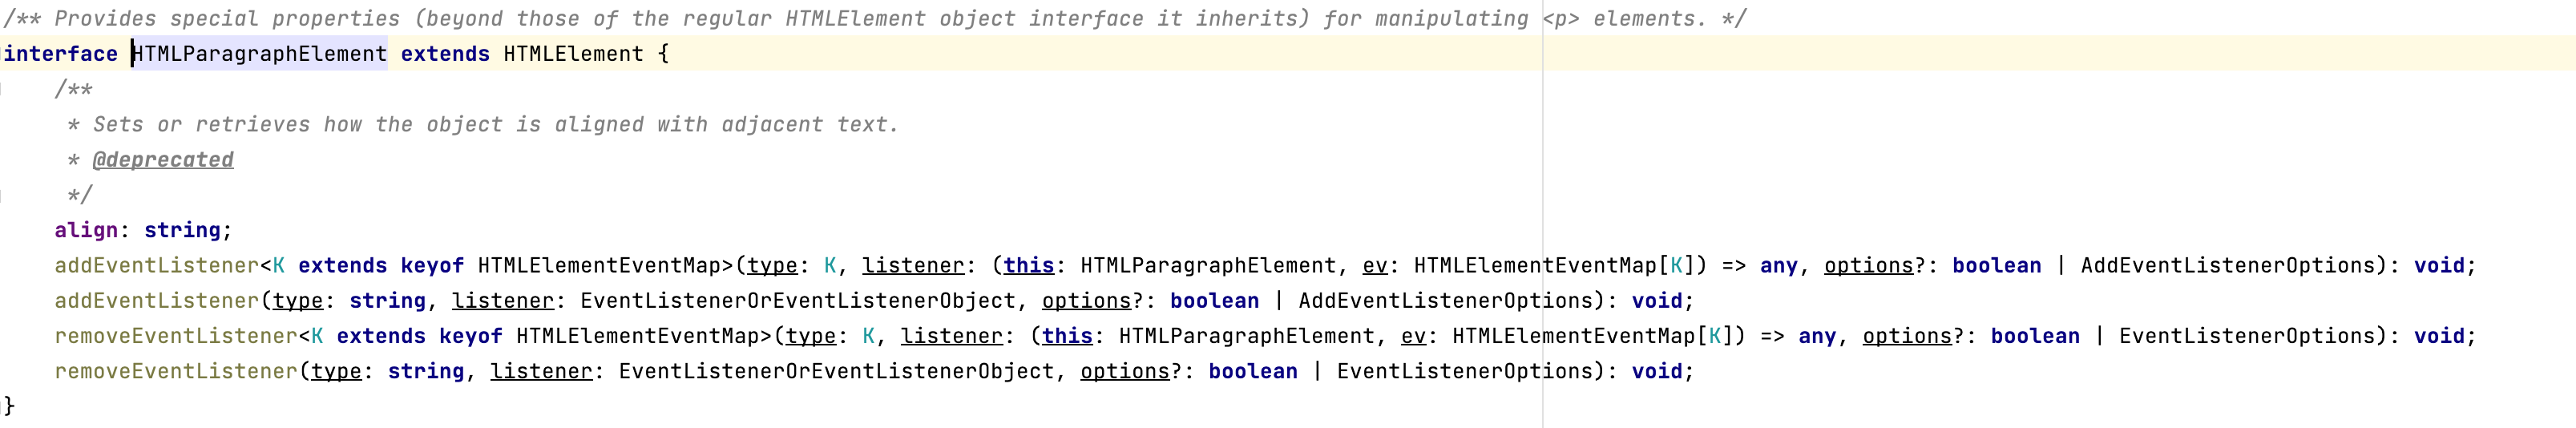 /** Provides special properties (beyond those of the regular HTMLElement object interface it inherits) for manipulating <p> elements. */
interface HTMLParagraphElement extends HTMLElement {
    /**
     * Sets or retrieves how the object is aligned with adjacent text.
     * @deprecated
     */
    align: string;
    addEventListener<K extends keyof HTMLElementEventMap>(type: K, listener: (this: HTMLParagraphElement, ev: HTMLElementEventMap[K]) => any, options?: boolean | AddEventListenerOptions): void;
    addEventListener(type: string, listener: EventListenerOrEventListenerObject, options?: boolean | AddEventListenerOptions): void;
    removeEventListener<K extends keyof HTMLElementEventMap>(type: K, listener: (this: HTMLParagraphElement, ev: HTMLElementEventMap[K]) => any, options?: boolean | EventListenerOptions): void;
    removeEventListener(type: string, listener: EventListenerOrEventListenerObject, options?: boolean | EventListenerOptions): void;
}